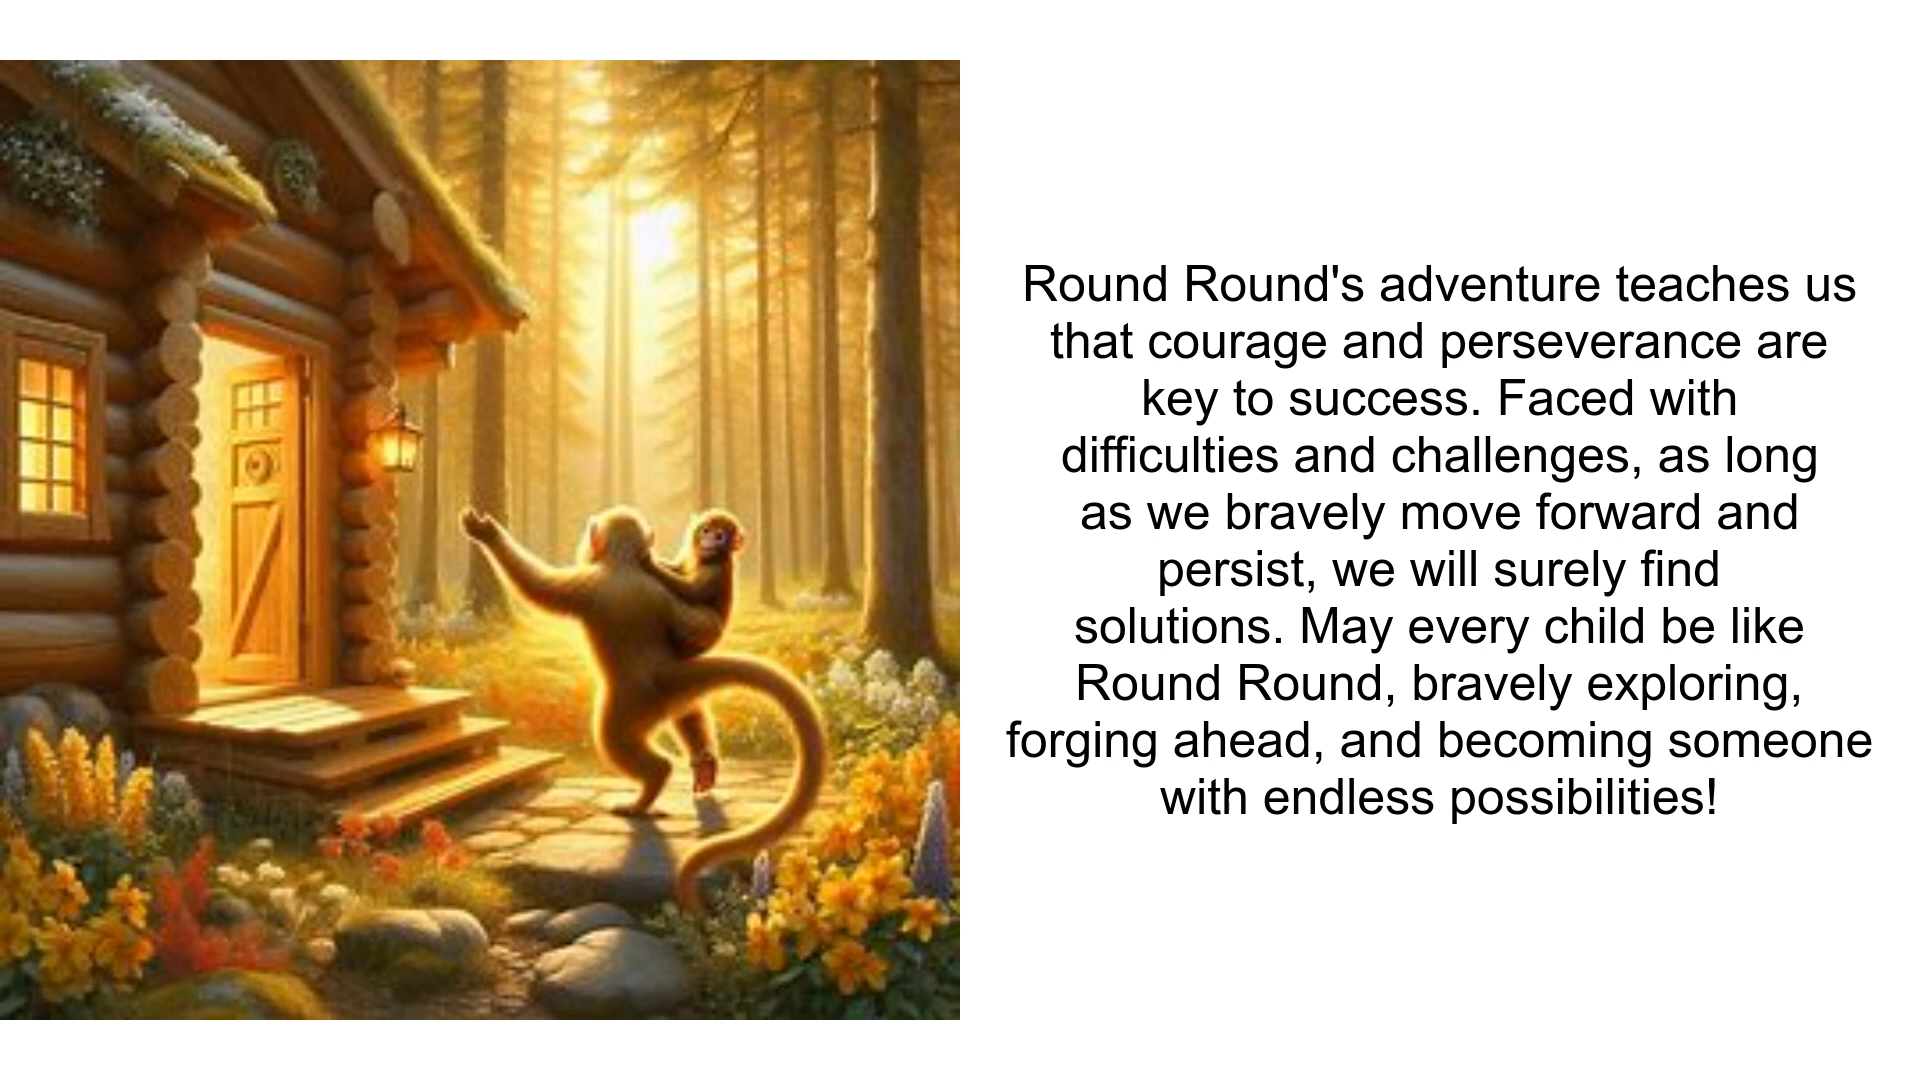 Round Round's adventure teaches us
that courage and perseverance are
key to success. Faced with
difficulties and challenges, as long
as we bravely move forward and
persist, we will surely find
solutions. May every child be like
Round Round, bravely exploring,
forging ahead, and becoming someone
with endless possibilities!